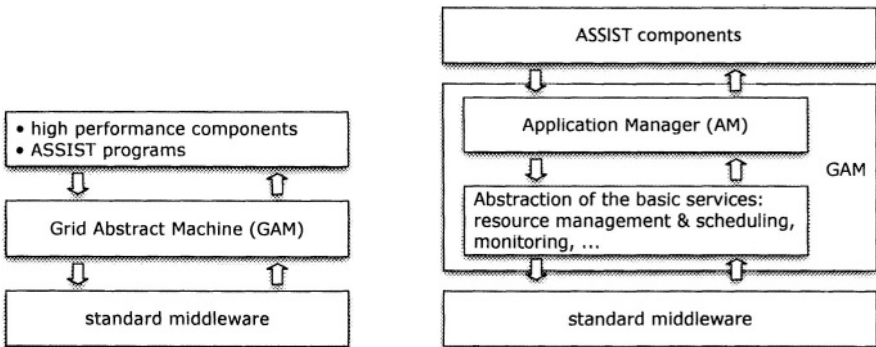 • high performance components
• ASSIST programs
Grid Abstract Machine (GAM)
standard middleware
ASSIST components
Application Manager (AM)
GAM
Abstraction of the basic services:
resource management & scheduling,
monitoring, ...
standard middleware